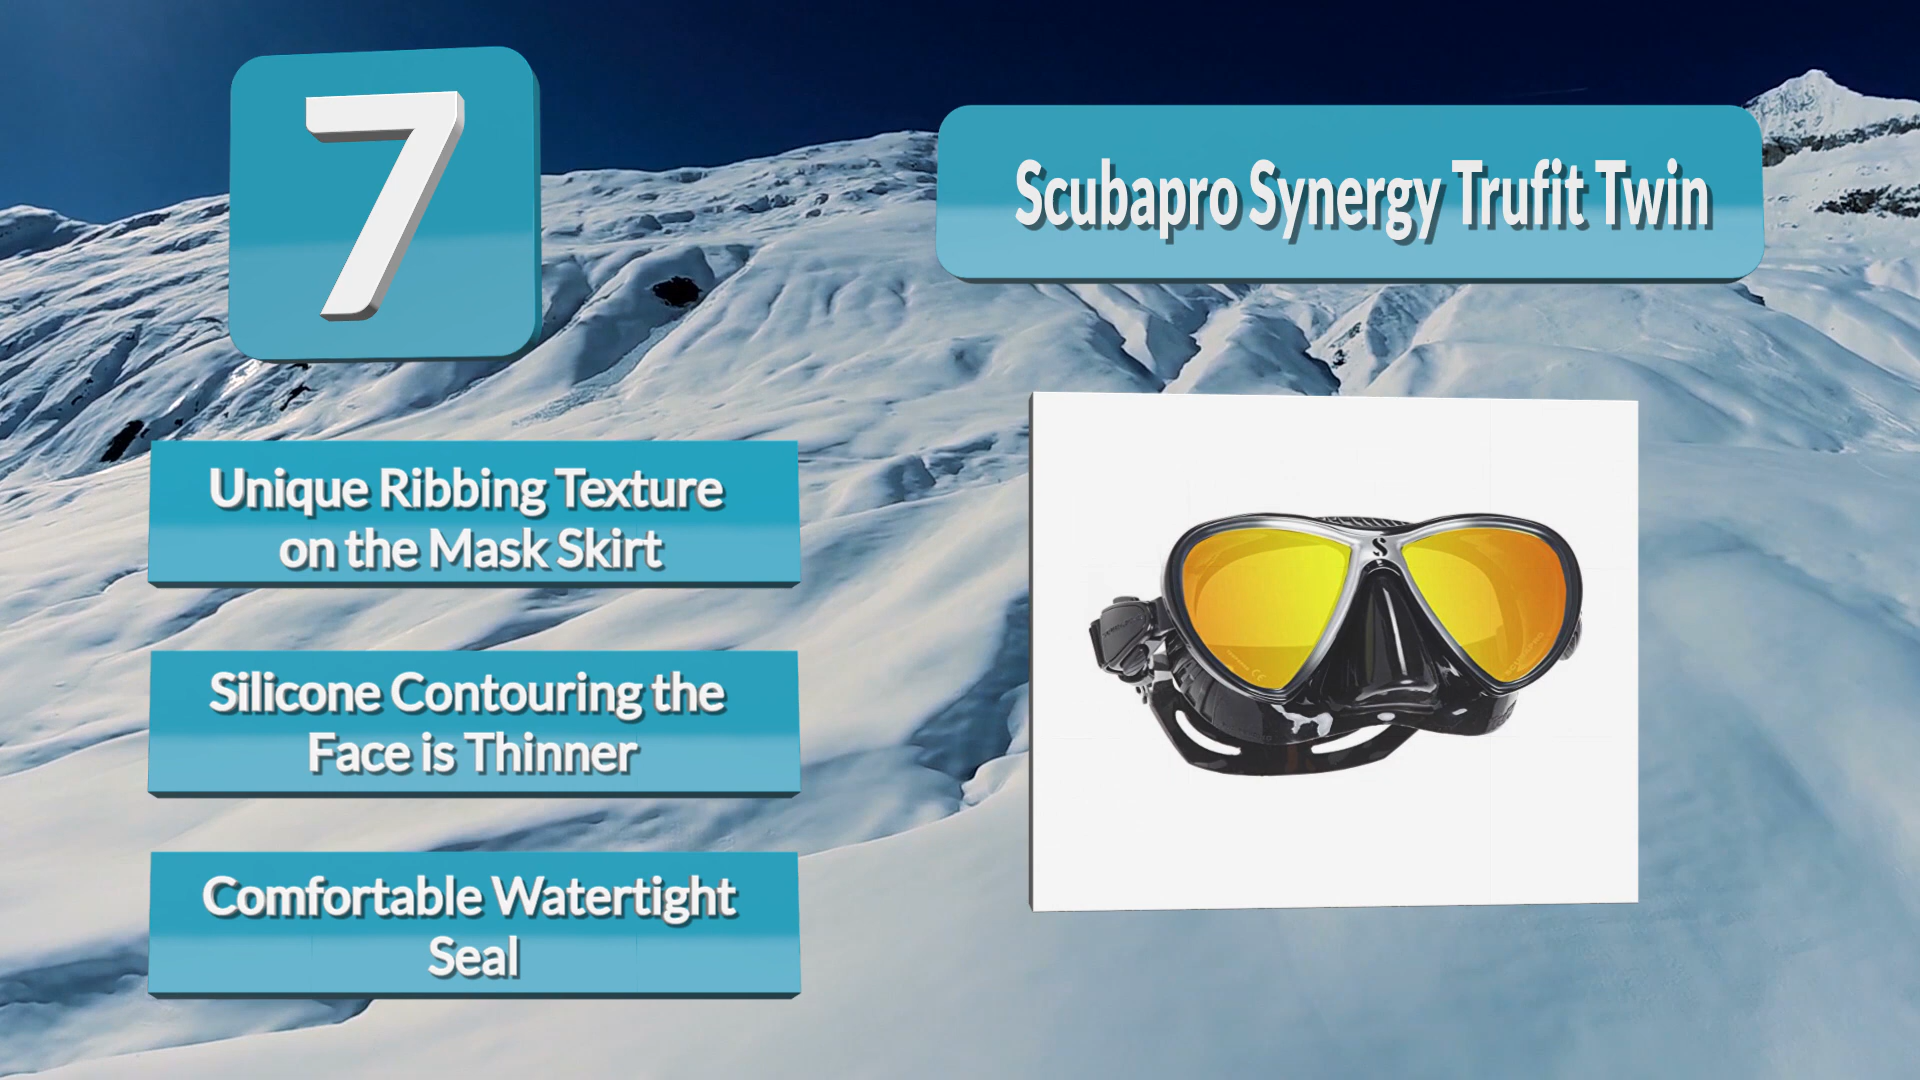 7
Scubapro Synergy Trufit Twin
Unique Ribbing Texture
on the Mask Skirt
Silicone Contouring the
Face is Thinner
Comfortable Watertight
Seal
S